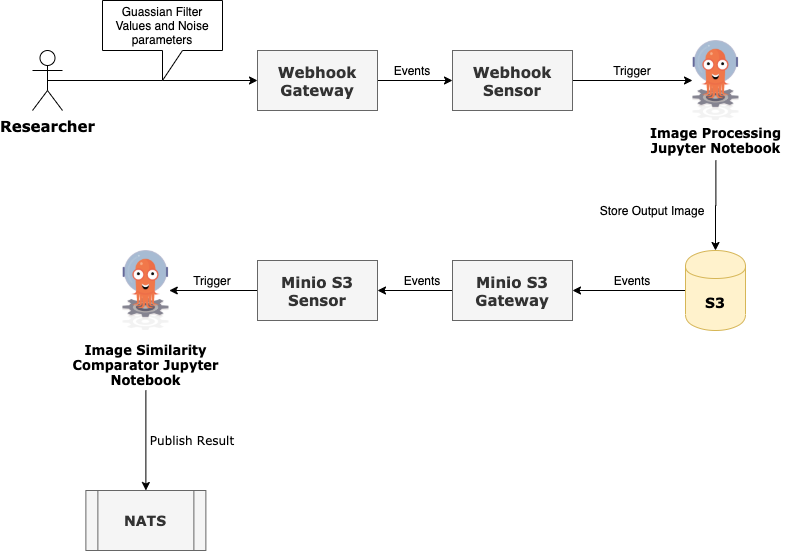 Guassian Filter
Values and Noise
parameters
Researcher
Webhook
Gateway
Events
Webhook
Sensor
Trigger
Image Processing
Jupyter Notebook
Store Output Image
S3
Events
Minio S3
Gateway
Events
Minio S3
Sensor
Trigger
Image Similarity
Comparator Jupyter
Notebook
Publish Result
NATS